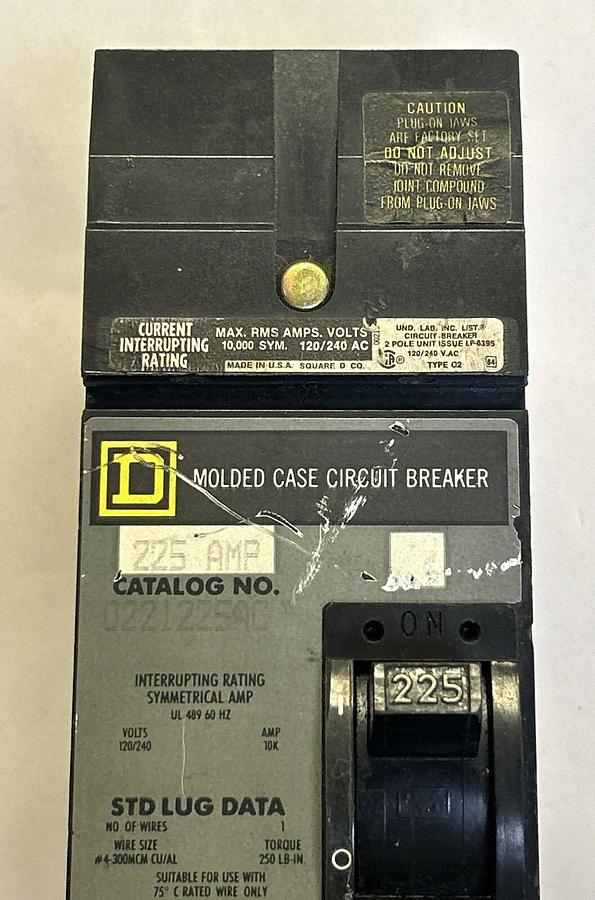 CAUTION
PLUG-ON JAWS
ARE FACTORY SET
DO NOT ADJUST
DO NOT REMOVE
JOINT COMPOUND
FROM PLUG-ON JAWS
CURRENT
INTERRUPTING
RATING
MAX. RMS AMPS. VOLTS
10,000 SYM. 120/240 AC
MADE IN U.S.A. SQUARE D CO.
UND. LAB. INC. LIST.®
CIRCUIT BREAKER
2 POLE UNIT ISSUE LP-6395
120/240 V.AC
TYPE Q2
64
D MOLDED CASE CIRCUIT BREAKER
225 AMP
CATALOG NO.
Q221225AC
ON
225
INTERRUPTING RATING
SYMMETRICAL AMP
UL 489 60 HZ
VOLTS AMP
120/240 10K
STD LUG DATA
NO. OF WIRES 1
WIRE SIZE TORQUE
#4-300MCM CU/AL 250 LB-IN.
SUITABLE FOR USE WITH
75° C RATED WIRE ONLY
I
O